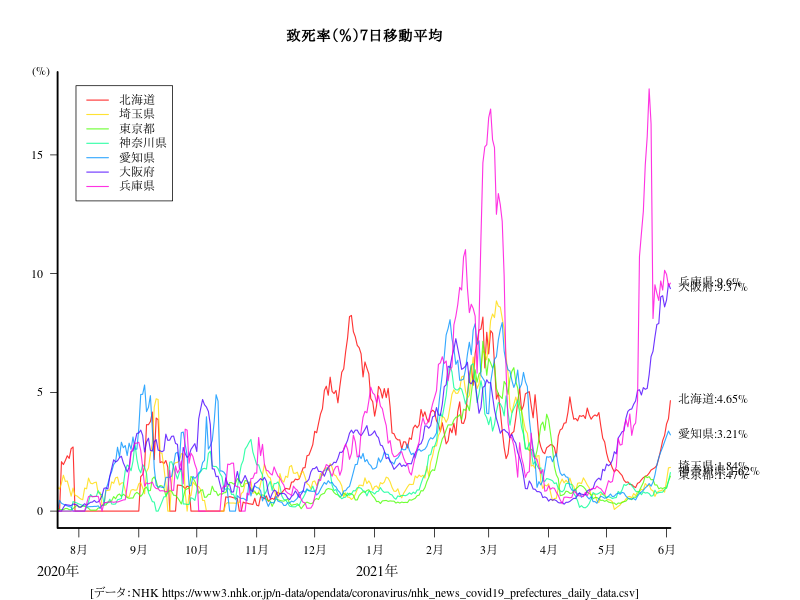 致死率(%)7日移動平均
(%)
15
10
5
0
北海道
埼玉県
東京都
神奈川県
愛知県
大阪府
兵庫県
兵庫県:9.6%
大阪府:9.37%
北海道:4.65%
愛知県:3.21%
埼玉県:1.84%
東京都:1.47%
8月 9月 10月 11月 12月 1月 2月 3月 4月 5月 6月
2020年 2021年
[データ:NHK https://www3.nhk.or.jp/n-data/opendata/coronavirus/nhk_news_covid19_prefectures_daily_data.csv]